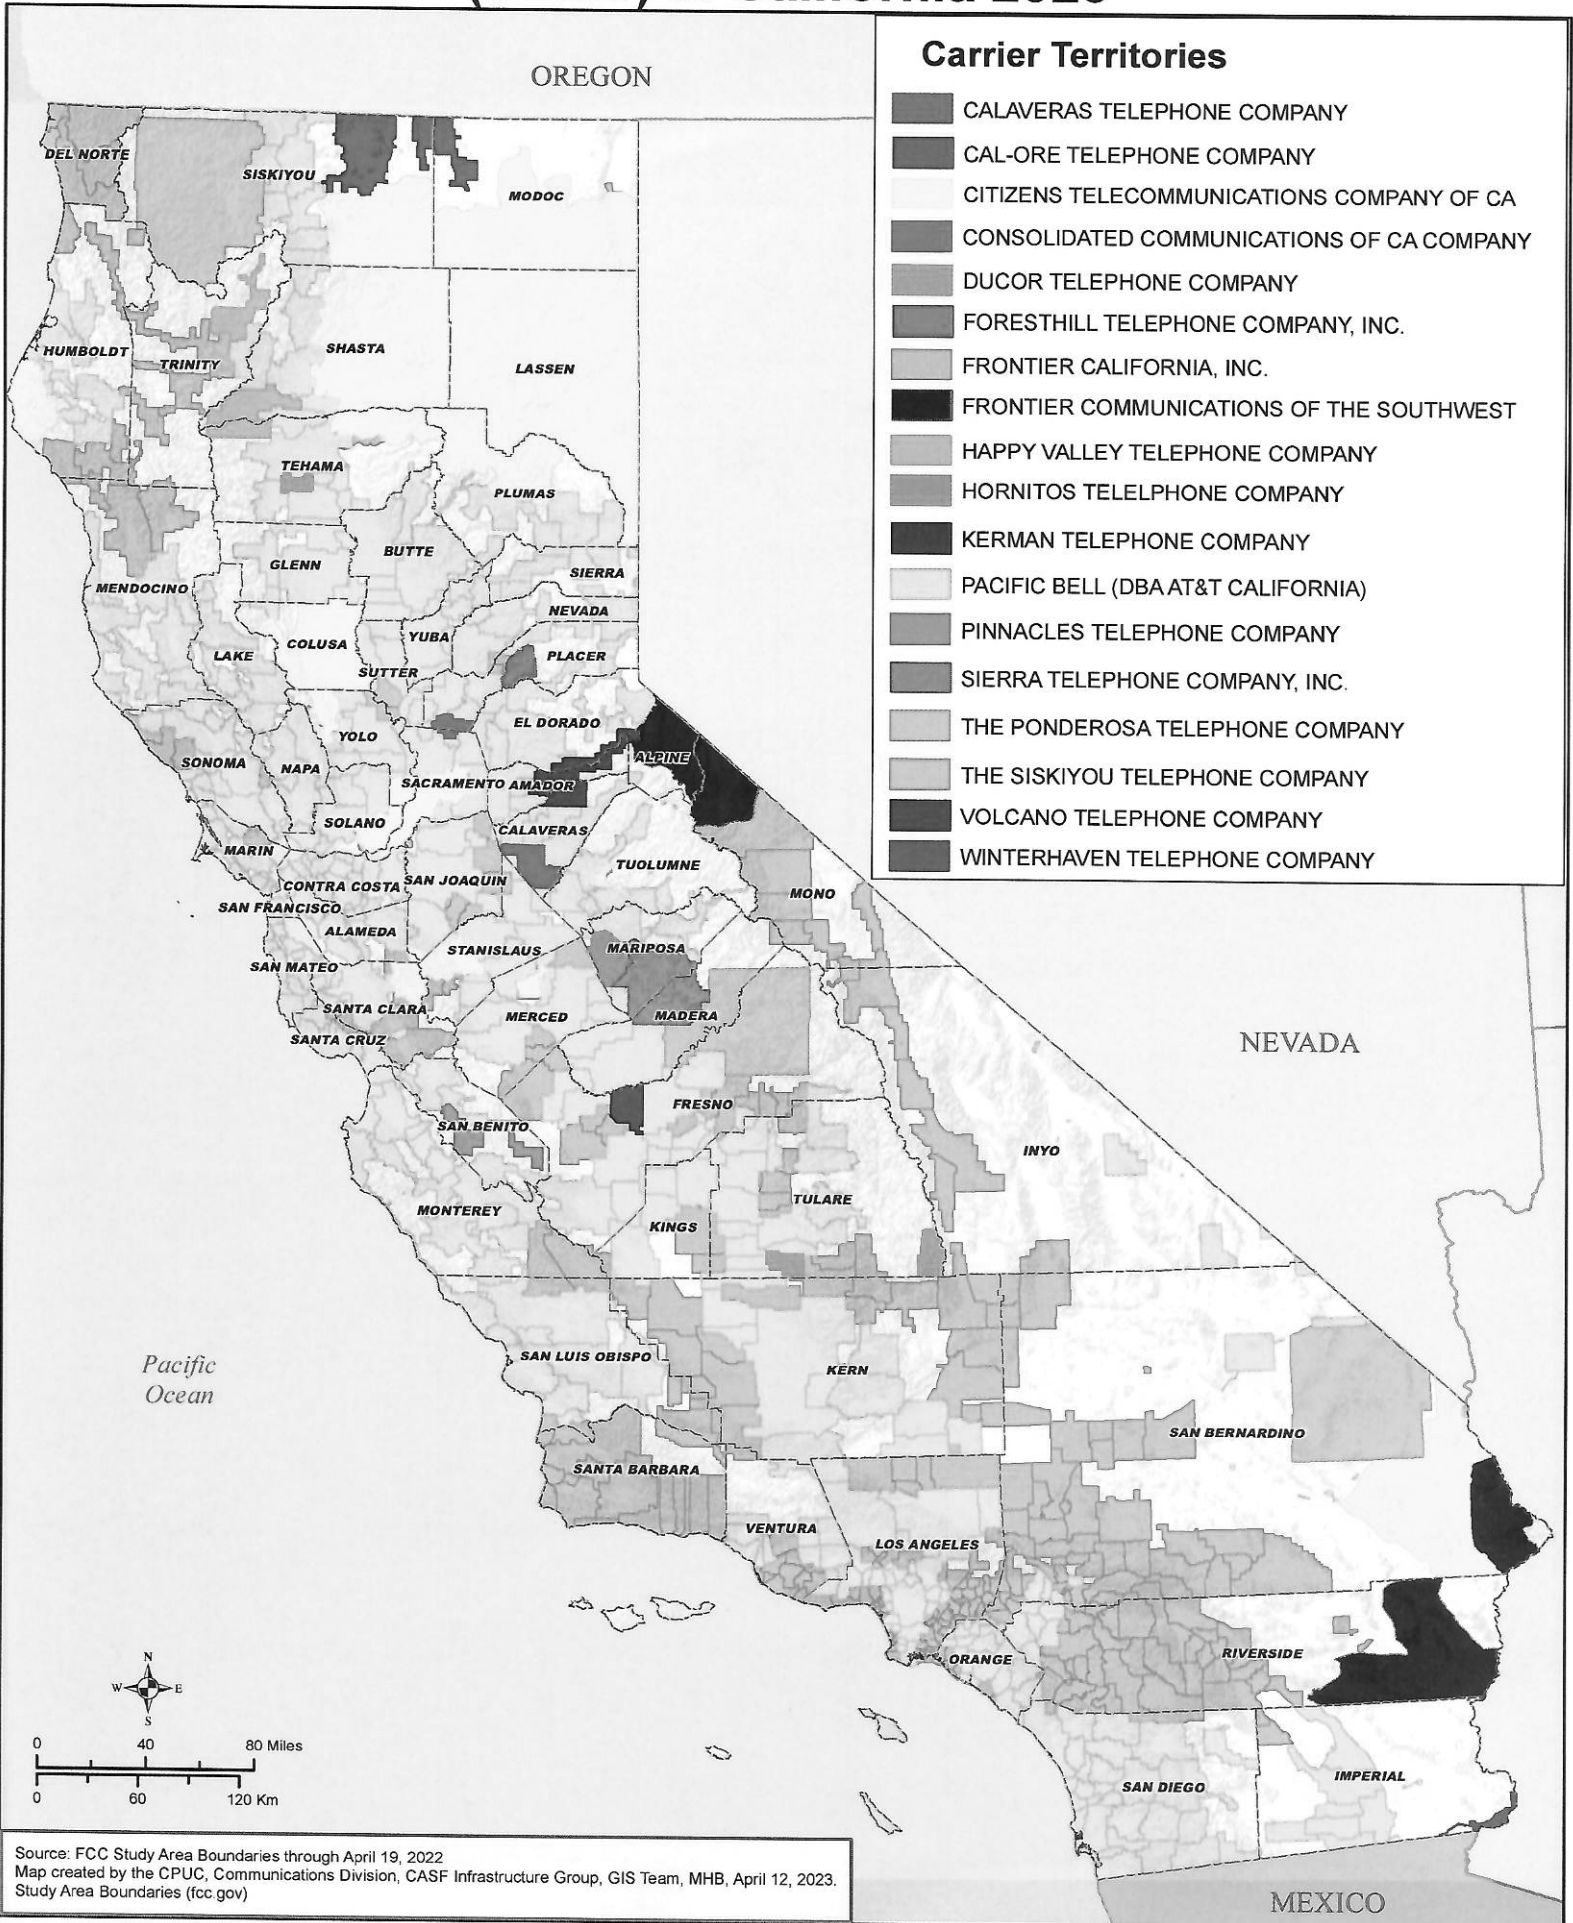 California 2023
OREGON
Carrier Territories
CALAVERAS TELEPHONE COMPANY
CAL-ORE TELEPHONE COMPANY
CITIZENS TELECOMMUNICATIONS COMPANY OF CA
CONSOLIDATED COMMUNICATIONS OF CA COMPANY
DUCOR TELEPHONE COMPANY
FORESTHILL TELEPHONE COMPANY, INC.
FRONTIER CALIFORNIA, INC.
FRONTIER COMMUNICATIONS OF THE SOUTHWEST
HAPPY VALLEY TELEPHONE COMPANY
HORNITOS TELELPHONE COMPANY
KERMAN TELEPHONE COMPANY
PACIFIC BELL (DBA AT&T CALIFORNIA)
PINNACLES TELEPHONE COMPANY
SIERRA TELEPHONE COMPANY, INC.
THE PONDEROSA TELEPHONE COMPANY
THE SISKIYOU TELEPHONE COMPANY
VOLCANO TELEPHONE COMPANY
WINTERHAVEN TELEPHONE COMPANY
DEL NORTE
SISKIYOU
MODOC
HUMBOLDT
TRINITY
SHASTA
LASSEN
TEHAMA
PLUMAS
BUTTE
GLENN
SIERRA
MENDOCINO
NEVADA
YUBA
COLUSA
LAKE
PLACER
SUTTER
EL DORADO
YOLO
SONOMA
NAPA
ALPINE
SACRAMENTO
AMADOR
SOLANO
CALAVERAS
MARIN
TUOLUMNE
CONTRA COSTA
SAN JOAQUIN
MONO
SAN FRANCISCO
ALAMEDA
STANISLAUS
MARIPOSA
SAN MATEO
SANTA CLARA
MERCED
MADERA
SANTA CRUZ
NEVADA
FRESNO
SAN BENITO
INYO
TULARE
MONTEREY
KINGS
Pacific
Ocean
SAN LUIS OBISPO
KERN
SAN BERNARDINO
SANTA BARBARA
VENTURA
LOS ANGELES
ORANGE
RIVERSIDE
SAN DIEGO
IMPERIAL
N
W
E
S
0 40 80 Miles
0 60 120 Km
Source: FCC Study Area Boundaries through April 19, 2022
Map created by the CPUC, Communications Division, CASF Infrastructure Group, GIS Team, MHB, April 12, 2023.
Study Area Boundaries (fcc.gov)
MEXICO